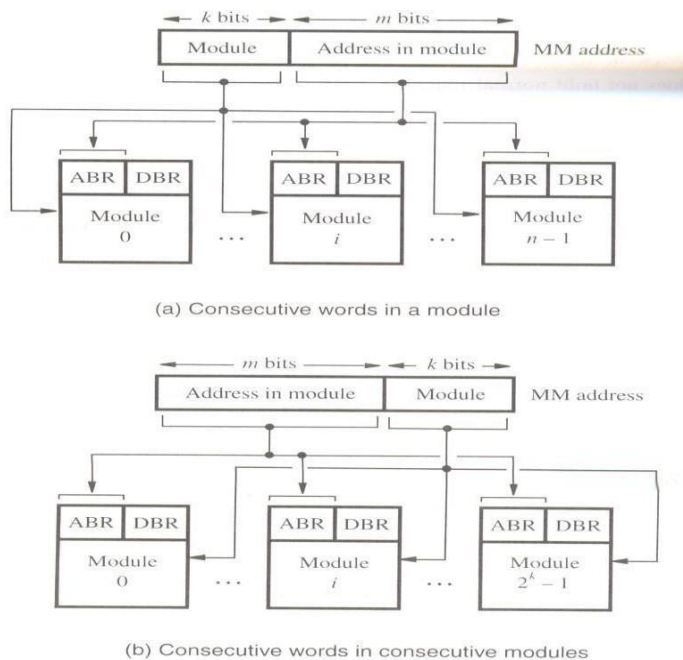 k bits m bits
Module Address in module MM address
ABR DBR ABR DBR ABR DBR
Module Module Module
0 ... i ... n − 1
(a) Consecutive words in a module
m bits k bits
Address in module Module MM address
ABR DBR ABR DBR ABR DBR
Module Module Module
0 ... i ... 2^k − 1
(b) Consecutive words in consecutive modules